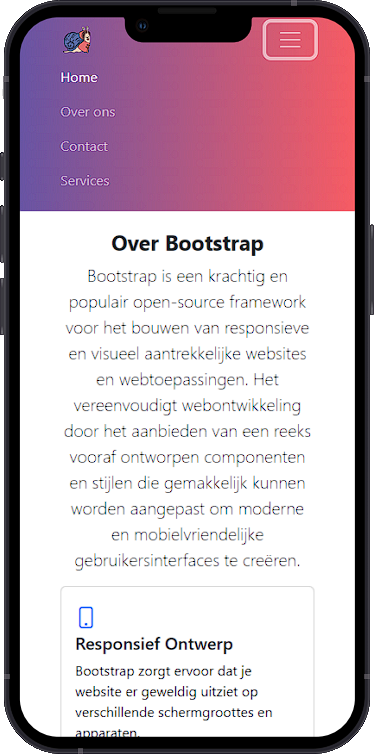 Home
Over ons
Contact
Services
Over Bootstrap
Bootstrap is een krachtig en
populair open-source framework
voor het bouwen van responsieve
en visueel aantrekkelijke websites
en webtoepassingen. Het
vereenvoudigt webontwikkeling
door het aanbieden van een reeks
vooraf ontworpen componenten
en stijlen die gemakkelijk kunnen
worden aangepast om moderne
en mobielvriendelijke
gebruikersinterfaces te creëren.
Responsief Ontwerp
Bootstrap zorgt ervoor dat je
website er geweldig uitziet op
verschillende schermgroottes en
apparaten.